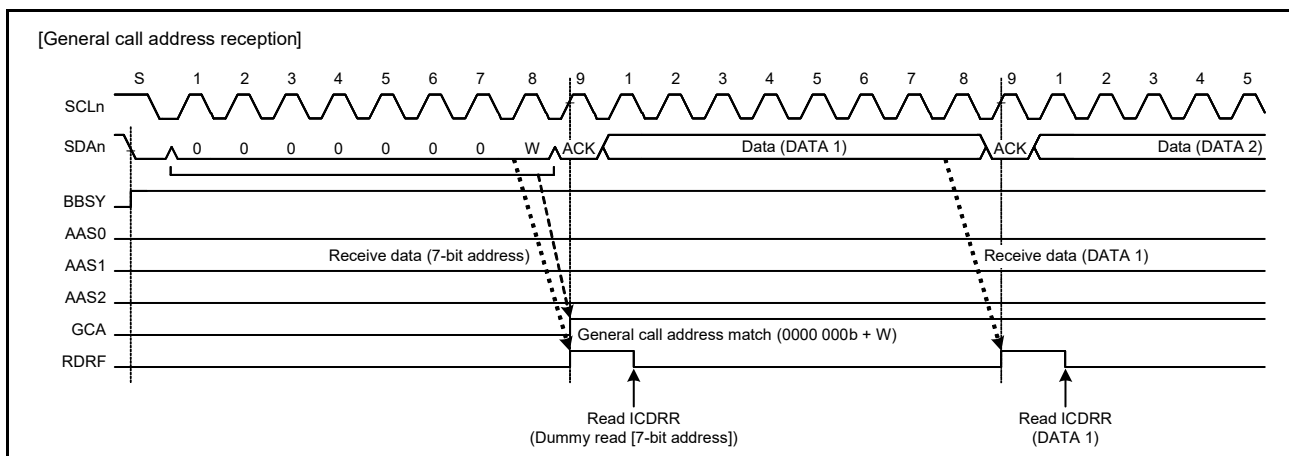 [General call address reception]
S 1 2 3 4 5 6 7 8 9 1 2 3 4 5 6 7 8 9 1 2 3 4 5
SCLn
SDAn 0 0 0 0 0 0 0 W ACK Data (DATA 1) ACK Data (DATA 2)
BBSY
AAS0
Receive data (7-bit address) Receive data (DATA 1)
AAS1
AAS2
GCA
General call address match (0000 000b + W)
RDRF
Read ICDRR Read ICDRR
(Dummy read [7-bit address]) (DATA 1)